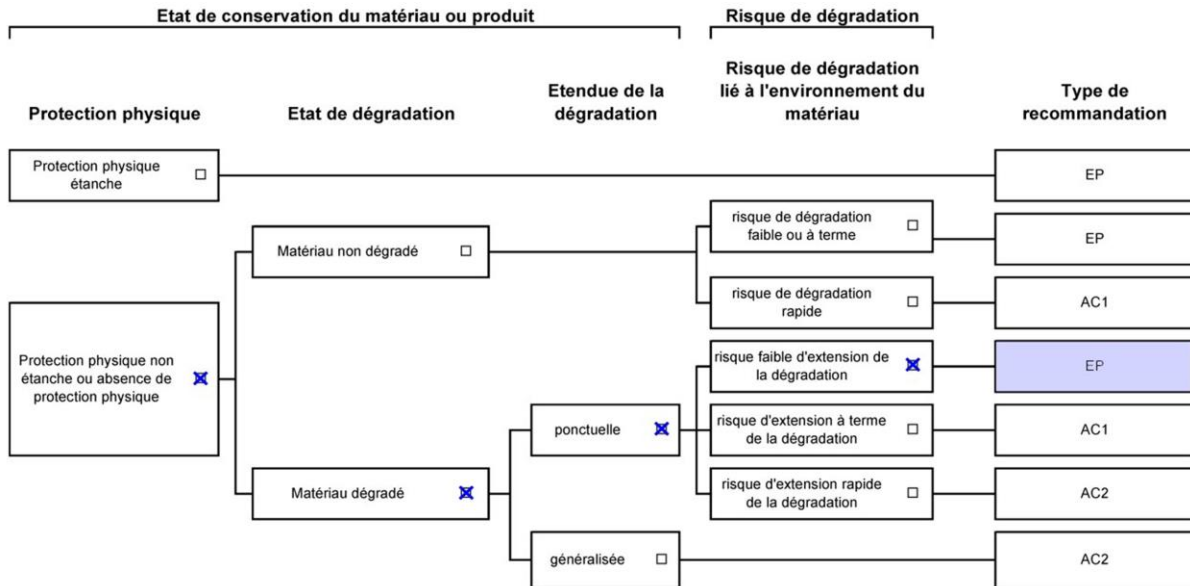 Etat de conservation du matériau ou produit
Risque de dégradation
Protection physique
Etat de dégradation
Etendue de la
dégradation
Risque de dégradation
lié à l'environnement du
matériau
Type de
recommandation
Protection physique
étanche
EP
Matériau non dégradé
risque de dégradation
faible ou à terme
EP
risque de dégradation
rapide
AC1
Protection physique non
étanche ou absence de
protection physique
risque faible d'extension de
la dégradation
EP
ponctuelle
risque d'extension à terme
de la dégradation
AC1
Matériau dégradé
risque d'extension rapide
de la dégradation
AC2
généralisée
AC2